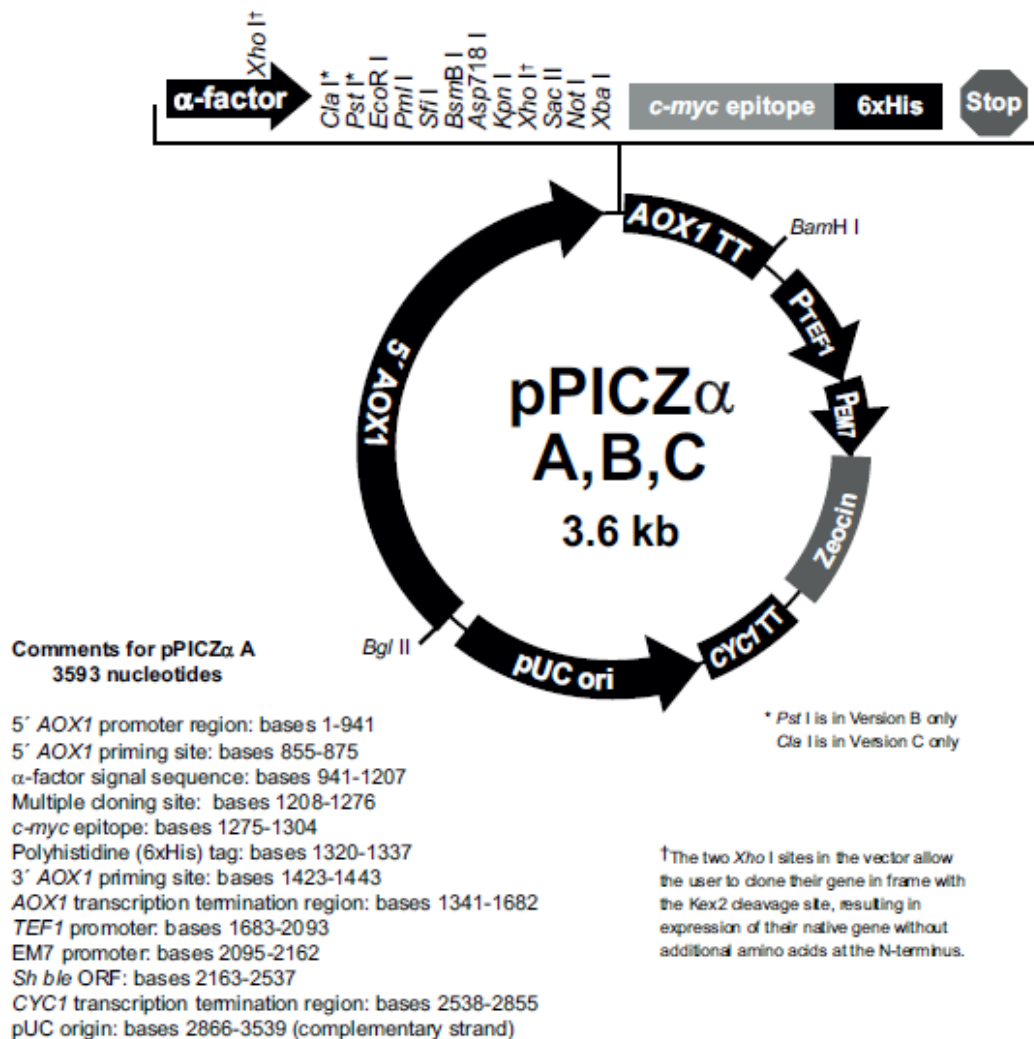 Xho I†
α-factor
Cla I*
Pst I*
EcoR I
Pml I
Sfi I
BsmB I
Asp718 I
Kpn I
Xho I†
Sac II
Not I
Xba I
c-myc epitope
6xHis
Stop
AOX1 TT
BamH I
PTEF1
PEM7
Zeocin
CYC1 TT
pUC ori
Bgl II
5´ AOX1
pPICZα
A,B,C
3.6 kb
Comments for pPICZα A
3593 nucleotides
5´ AOX1 promoter region: bases 1-941
5´ AOX1 priming site: bases 855-875
α-factor signal sequence: bases 941-1207
Multiple cloning site: bases 1208-1276
c-myc epitope: bases 1275-1304
Polyhistidine (6xHis) tag: bases 1320-1337
3´ AOX1 priming site: bases 1423-1443
AOX1 transcription termination region: bases 1341-1682
TEF1 promoter: bases 1683-2093
EM7 promoter: bases 2095-2162
Sh ble ORF: bases 2163-2537
CYC1 transcription termination region: bases 2538-2855
pUC origin: bases 2866-3539 (complementary strand)
* Pst I is in Version B only
Cla I is in Version C only
†The two Xho I sites in the vector allow
the user to clone their gene in frame with
the Kex2 cleavage site, resulting in
expression of their native gene without
additional amino acids at the N-terminus.